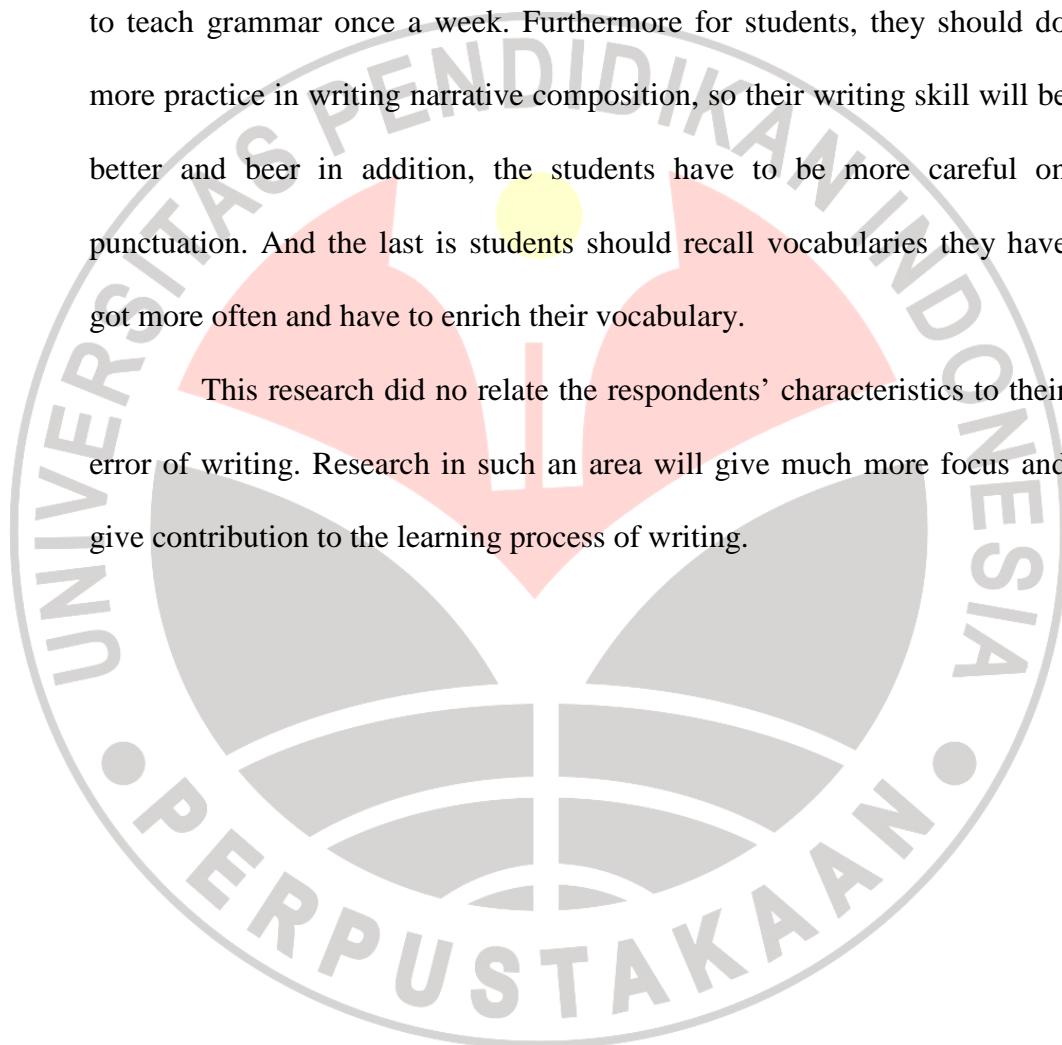 to teach grammar once a week. Furthermore for students, they should do
more practice in writing narrative composition, so their writing skill will be
better and beer in addition, the students have to be more careful on
punctuation. And the last is students should recall vocabularies they have
got more often and have to enrich their vocabulary.
This research did no relate the respondents’ characteristics to their
error of writing. Research in such an area will give much more focus and
give contribution to the learning process of writing.
UNIVERSITAS PENDIDIKAN INDONESIA
PERPUSTAKAAN